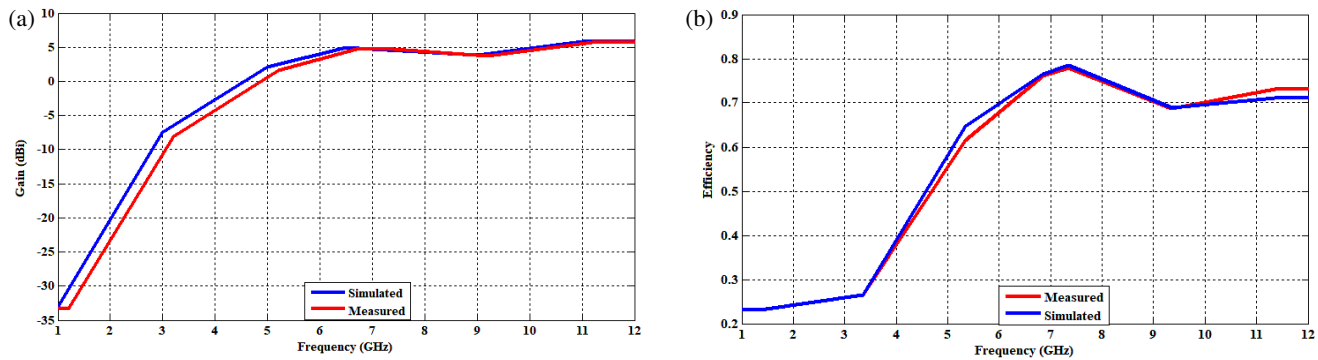 (a)
10
5
0
-5
-10
-15
-20
-25
-30
-35
Gain (dBi)
Simulated
Measured
1 2 3 4 5 6 7 8 9 10 11 12
Frequency (GHz)
(b)
0.9
0.8
0.7
0.6
0.5
0.4
0.3
0.2
Efficiency
Measured
Simulated
1 2 3 4 5 6 7 8 9 10 11 12
Frequency (GHz)